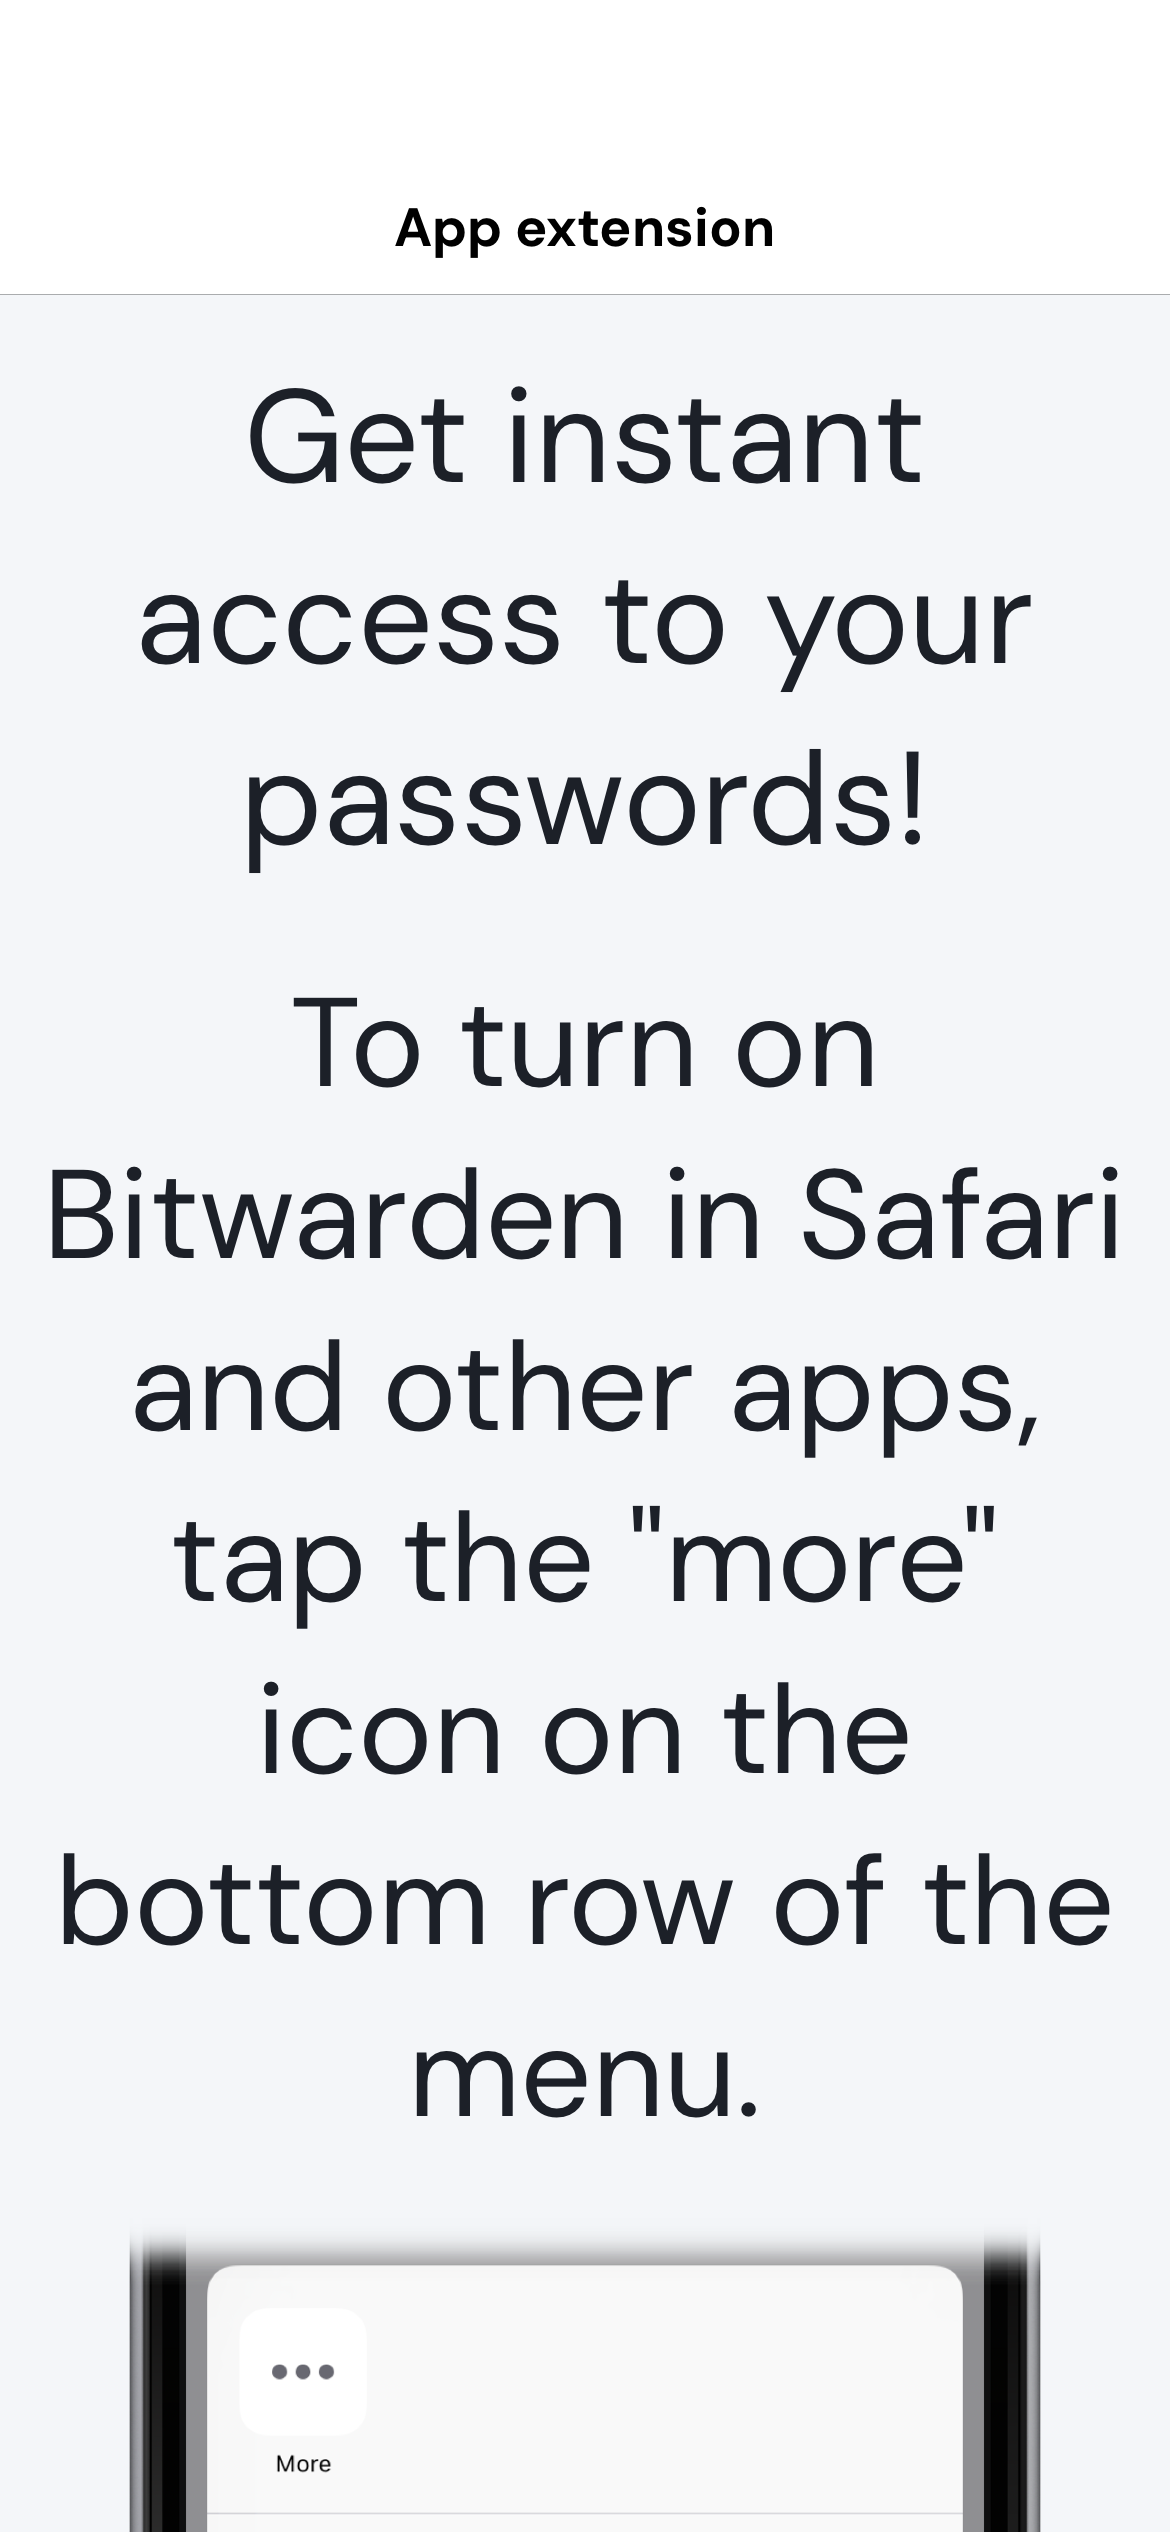 App extension
Get instant
access to your
passwords!
To turn on
Bitwarden in Safari
and other apps,
tap the "more"
icon on the
bottom row of the
menu.
More